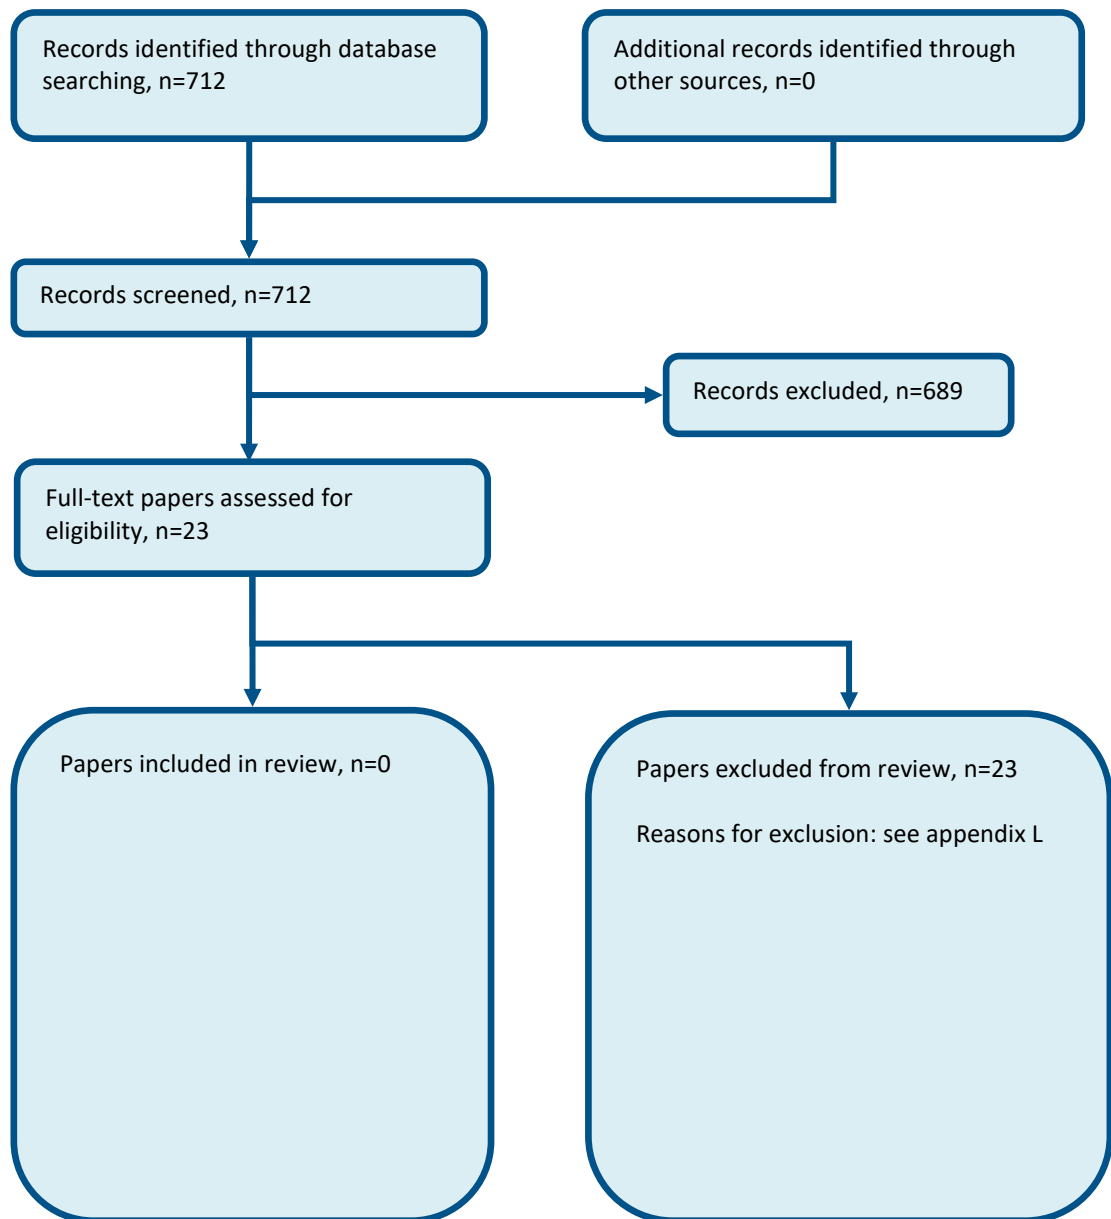 Records identified through database
searching, n=712
Additional records identified through
other sources, n=0
Records screened, n=712
Records excluded, n=689
Full-text papers assessed for
eligibility, n=23
Papers included in review, n=0
Papers excluded from review, n=23
Reasons for exclusion: see appendix L